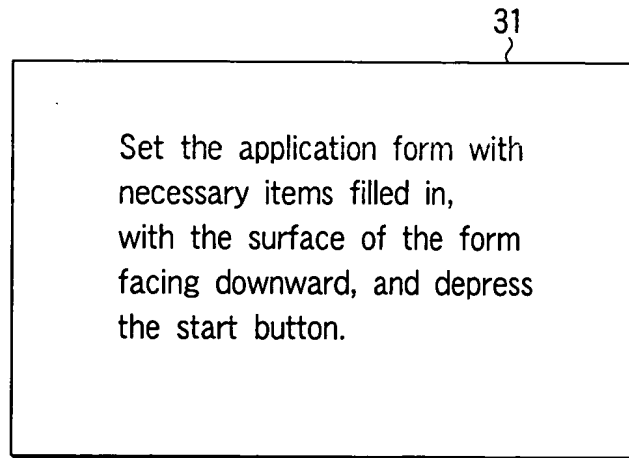 31
Set the application form with
necessary items filled in,
with the surface of the form
facing downward, and depress
the start button.